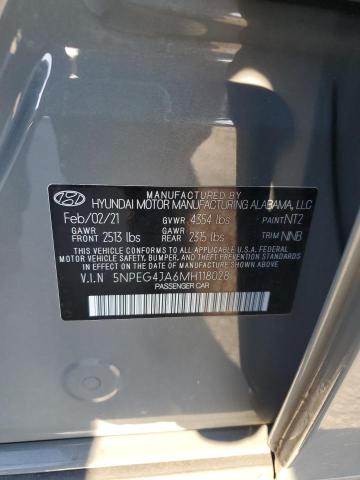 MANUFACTURED BY
HYUNDAI MOTOR MANUFACTURING ALABAMA, LLC
Feb/02/21 GVWR 4354 lbs PAINT NT2
GAWR FRONT 2513 lbs GAWR REAR 2315 lbs TRIM NNB
THIS VEHICLE CONFORMS TO ALL APPLICABLE U.S.A. FEDERAL
MOTOR VEHICLE SAFETY, BUMPER, AND THEFT PREVENTION
STANDARDS IN EFFECT ON THE DATE OF MANUFACTURE SHOWN ABOVE.
V.I.N 5NPEG4JA6MH118028
PASSENGER CAR